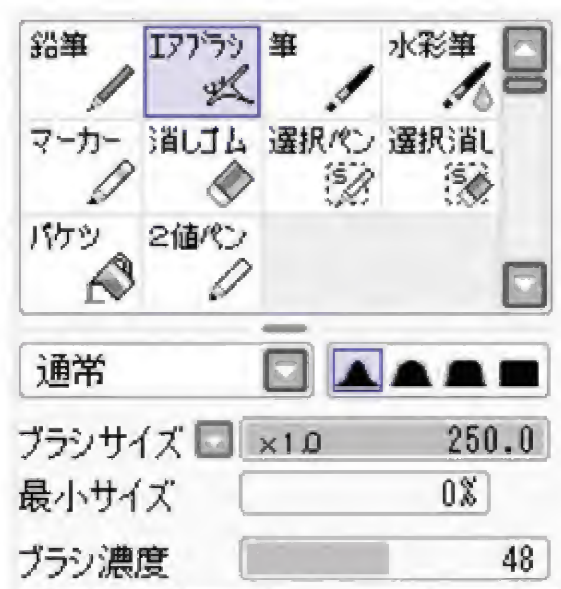 鉛筆 エアブラシ 筆 水彩筆
マーカー 消しゴム 選択ペン 選択消し
バケツ 2値ペン
通常
ブラシサイズ ×1.0 250.0
最小サイズ 0%
ブラシ濃度 48